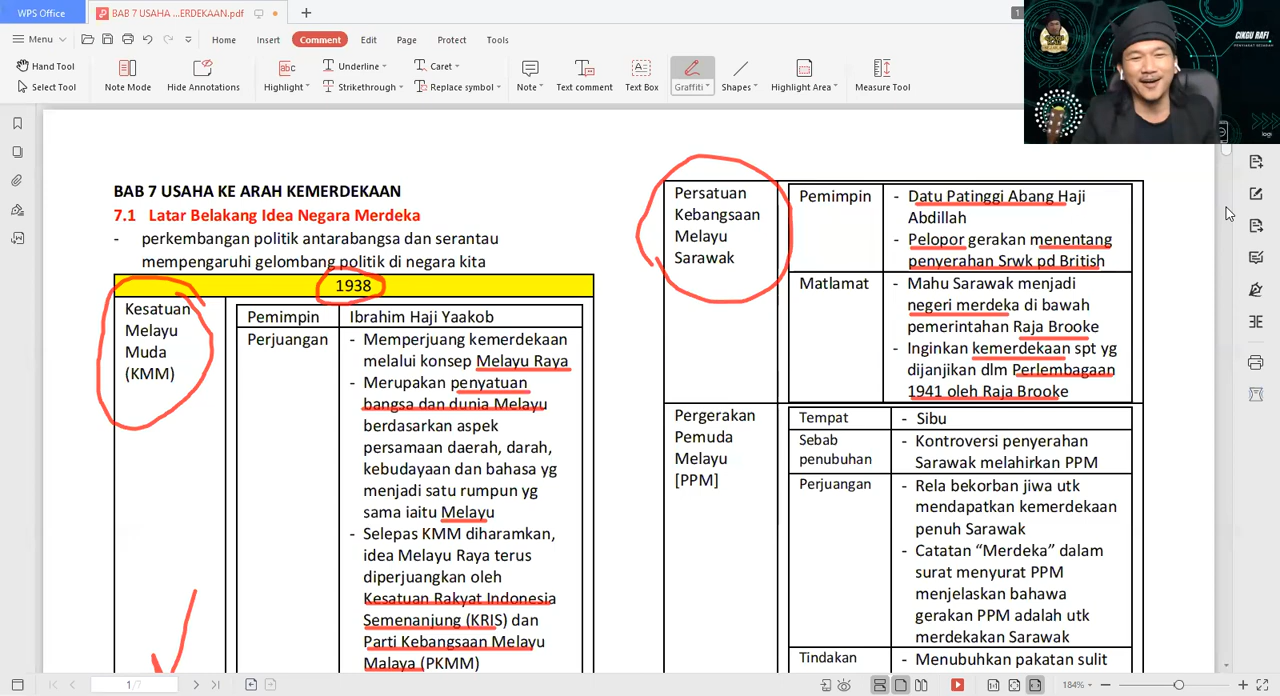 WPS Office
BAB 7 USAHA ...ERDEKAAN.pdf
1
Menu
Home
Insert
Comment
Edit
Page
Protect
Tools
Hand Tool
Select Tool
Note Mode
Hide Annotations
Highlight
Underline
Strikethrough
Caret
Replace symbol
Note
Text comment
Text Box
Graffiti
Shapes
Highlight Area
Measure Tool
CIKGU RAFI
logi
BAB 7 USAHA KE ARAH KEMERDEKAAN
7.1 Latar Belakang Idea Negara Merdeka
- perkembangan politik antarabangsa dan serantau
mempengaruhi gelombang politik di negara kita
1938
Kesatuan
Melayu
Muda
(KMM)
Pemimpin
Ibrahim Haji Yaakob
Perjuangan
- Memperjuang kemerdekaan
melalui konsep Melayu Raya
- Merupakan penyatuan
bangsa dan dunia Melayu
berdasarkan aspek
persamaan daerah, darah,
kebudayaan dan bahasa yg
menjadi satu rumpun yg
sama iaitu Melayu
- Selepas KMM diharamkan,
idea Melayu Raya terus
diperjuangkan oleh
Kesatuan Rakyat Indonesia
Semenanjung (KRIS) dan
Parti Kebangsaan Melayu
Malaya (PKMM)
Persatuan
Kebangsaan
Melayu
Sarawak
Pemimpin
- Datu Patinggi Abang Haji
Abdillah
- Pelopor gerakan menentang
penyerahan Srwk pd British
Matlamat
- Mahu Sarawak menjadi
negeri merdeka di bawah
pemerintahan Raja Brooke
- Inginkan kemerdekaan spt yg
dijanjikan dlm Perlembagaan
1941 oleh Raja Brooke
Pergerakan
Pemuda
Melayu
[PPM]
Tempat
- Sibu
Sebab
penubuhan
- Kontroversi penyerahan
Sarawak melahirkan PPM
Perjuangan
- Rela bekorban jiwa utk
mendapatkan kemerdekaan
penuh Sarawak
- Catatan “Merdeka” dalam
surat menyurat PPM
menjelaskan bahawa
gerakan PPM adalah utk
merdekakan Sarawak
Tindakan
- Menubuhkan pakatan sulit
1/7
184%